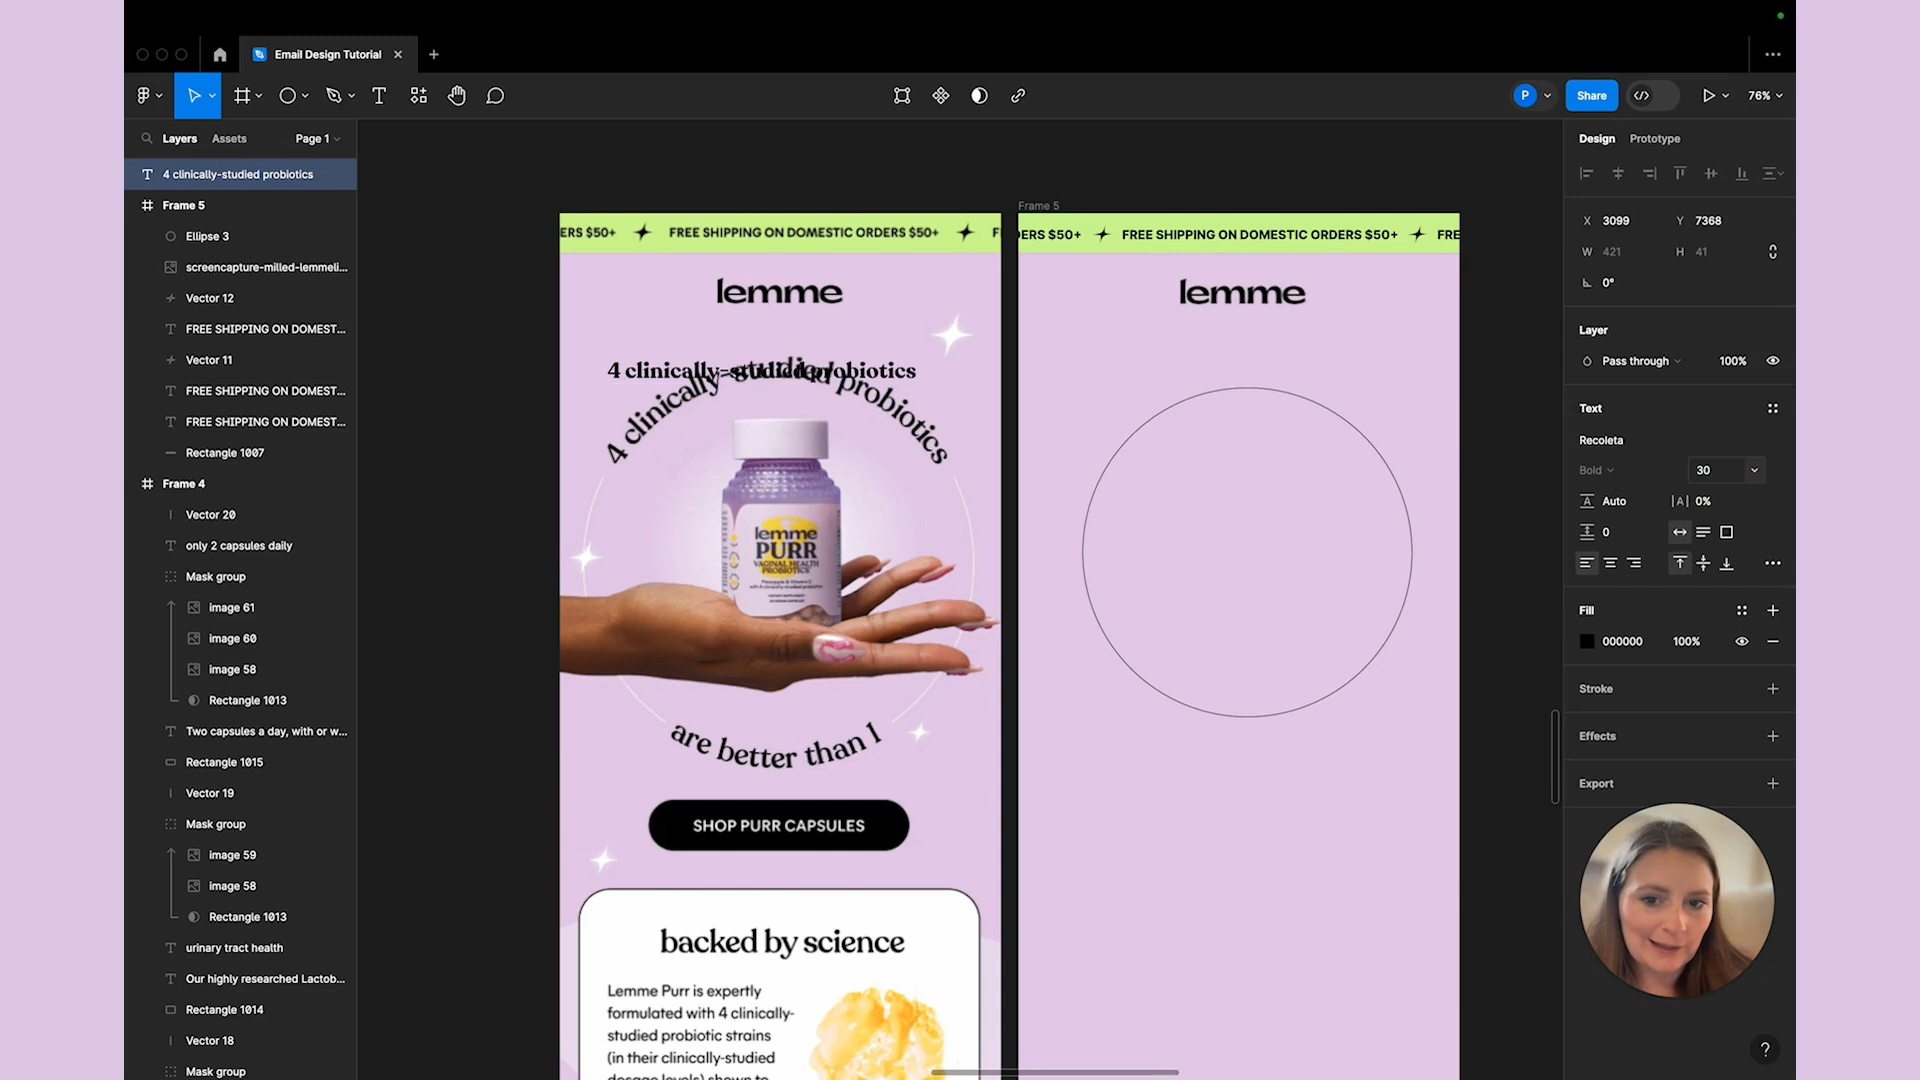 Email Design Tutorial
P
Share
76%
Layers
Assets
Page 1
4 clinically-studied probiotics
Frame 5
Ellipse 3
screencapture-milled-lemmeli...
Vector 12
FREE SHIPPING ON DOMEST...
Vector 11
FREE SHIPPING ON DOMEST...
FREE SHIPPING ON DOMEST...
Rectangle 1007
Frame 4
Vector 20
only 2 capsules daily
Mask group
image 61
image 60
image 58
Rectangle 1013
Two capsules a day, with or w...
Rectangle 1015
Vector 19
Mask group
image 59
image 58
Rectangle 1013
urinary tract health
Our highly researched Lactob...
Rectangle 1014
Vector 18
Mask group
ERS $50+ FREE SHIPPING ON DOMESTIC ORDERS $50+ F
lemme
4 clinically-studied probiotics
4 clinically-studied probiotics
lemme
PURR
VAGINAL HEALTH
PROBIOTICS
are better than 1
SHOP PURR CAPSULES
backed by science
Lemme Purr is expertly
formulated with 4 clinically-
studied probiotic strains
(in their clinically-studied
dosage levels) shown to
Frame 5
DERS $50+ FREE SHIPPING ON DOMESTIC ORDERS $50+ FRE
lemme
Design
Prototype
X 3099
Y 7368
W 421
H 41
0°
Layer
Pass through
100%
Text
Recoleta
Bold
30
Auto
|A| 0%
0
Fill
000000
100%
Stroke
Effects
Export
?